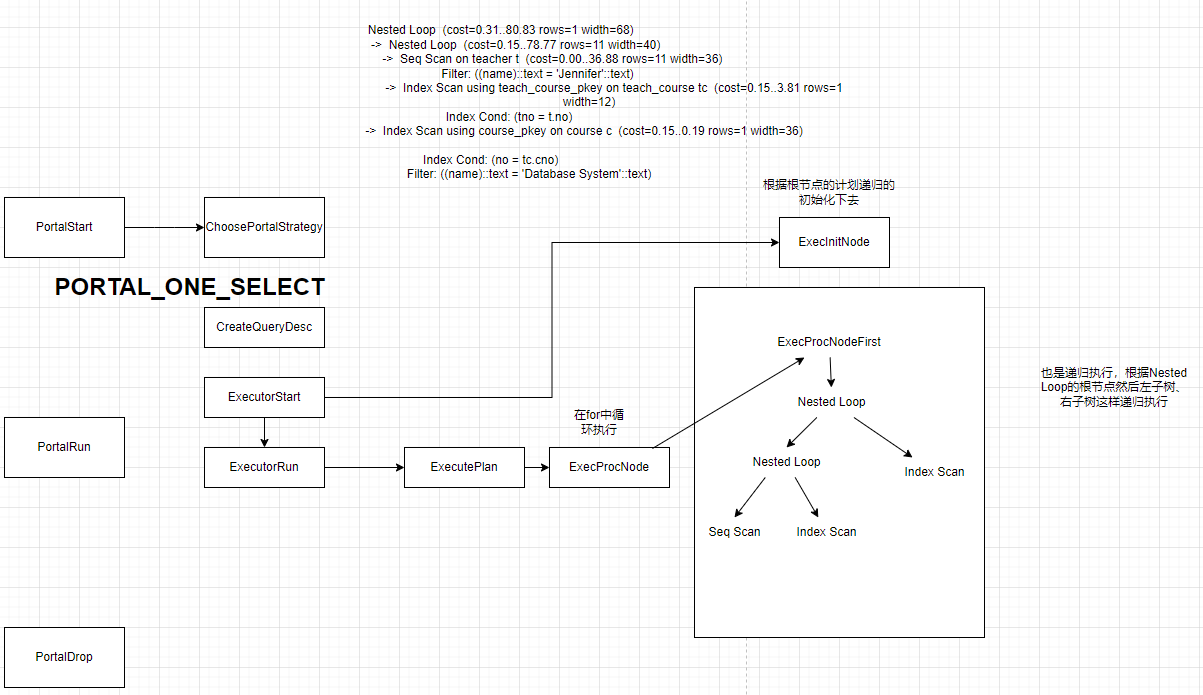 Nested Loop  (cost=0.31..80.83 rows=1 width=68)
->  Nested Loop  (cost=0.15..78.77 rows=11 width=40)
->  Seq Scan on teacher t  (cost=0.00..36.88 rows=11 width=36)
Filter: ((name)::text = 'Jennifer'::text)
->  Index Scan using teach_course_pkey on teach_course tc  (cost=0.15..3.81 rows=1
width=12)
Index Cond: (tno = t.no)
->  Index Scan using course_pkey on course c  (cost=0.15..0.19 rows=1 width=36)
Index Cond: (no = tc.cno)
Filter: ((name)::text = 'Database System'::text)
根据根节点的计划递归的
初始化下去
PortalStart
ChoosePortalStrategy
ExecInitNode
PORTAL_ONE_SELECT
CreateQueryDesc
ExecProcNodeFirst
也是递归执行，根据Nested
Loop的根节点然后左子树、
右子树这样递归执行
ExecutorStart
Nested Loop
在for中循
环执行
PortalRun
ExecutorRun
ExecutePlan
ExecProcNode
Nested Loop
Index Scan
Seq Scan
Index Scan
PortalDrop